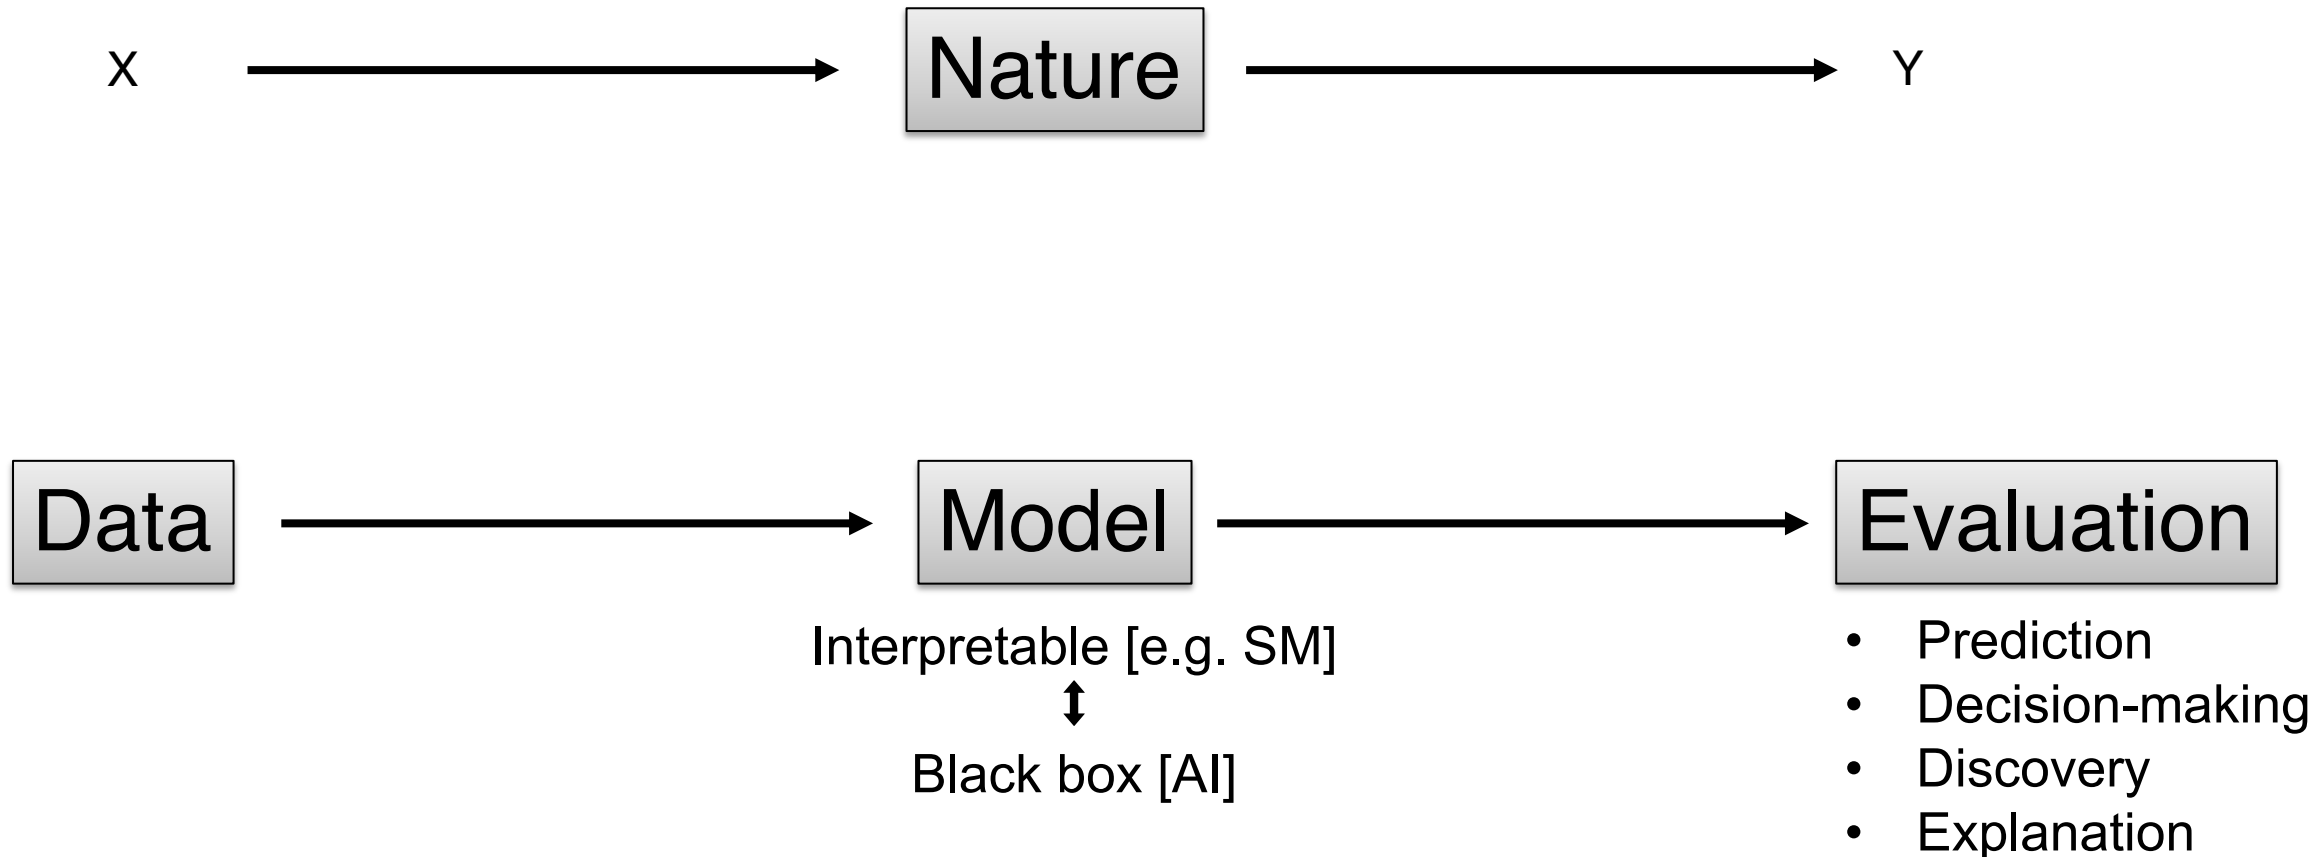 X
Nature
Y
Data
Model
Evaluation
Interpretable [e.g. SM]
Black box [AI]
• Prediction
• Decision-making
• Discovery
• Explanation